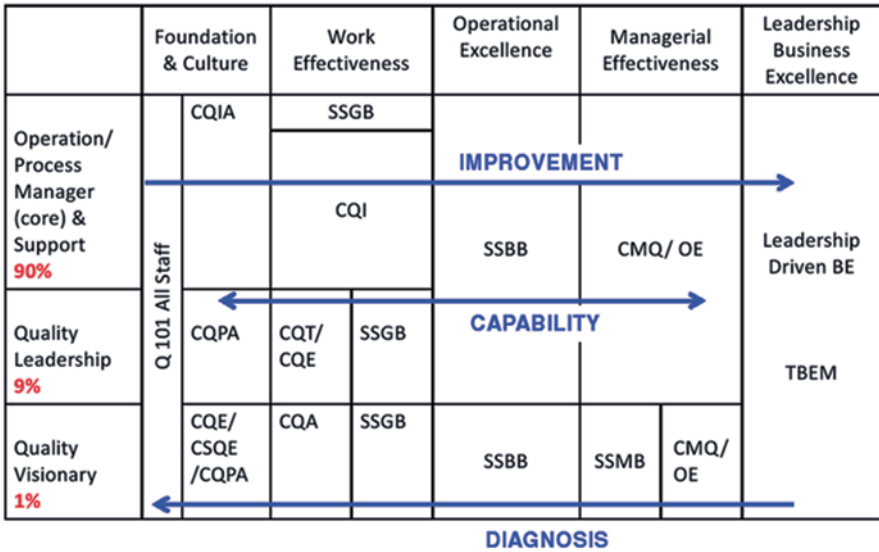 Foundation
& Culture
Work
Effectiveness
Operational
Excellence
Managerial
Effectiveness
Leadership
Business
Excellence
Operation/
Process
Manager
(core) &
Support
90%
Q 101 All Staff
CQIA
SSGB
IMPROVEMENT
CQI
SSBB
CMQ/ OE
Leadership
Driven BE
CAPABILITY
Quality
Leadership
9%
CQPA
CQT/
CQE
SSGB
TBEM
Quality
Visionary
1%
CQE/
CSQE
/CQPA
CQA
SSGB
SSBB
SSMB
CMQ/
OE
DIAGNOSIS